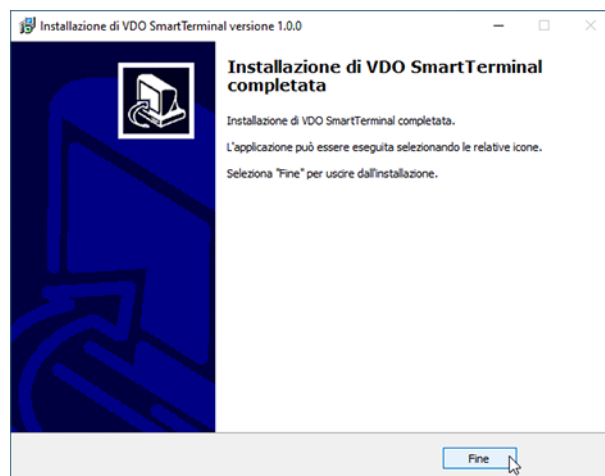 Installazione di VDO SmartTerminal versione 1.0.0
Installazione di VDO SmartTerminal
completata
Installazione di VDO SmartTerminal completata.
L'applicazione può essere eseguita selezionando le relative icone.
Seleziona "Fine" per uscire dall'installazione.
Fine